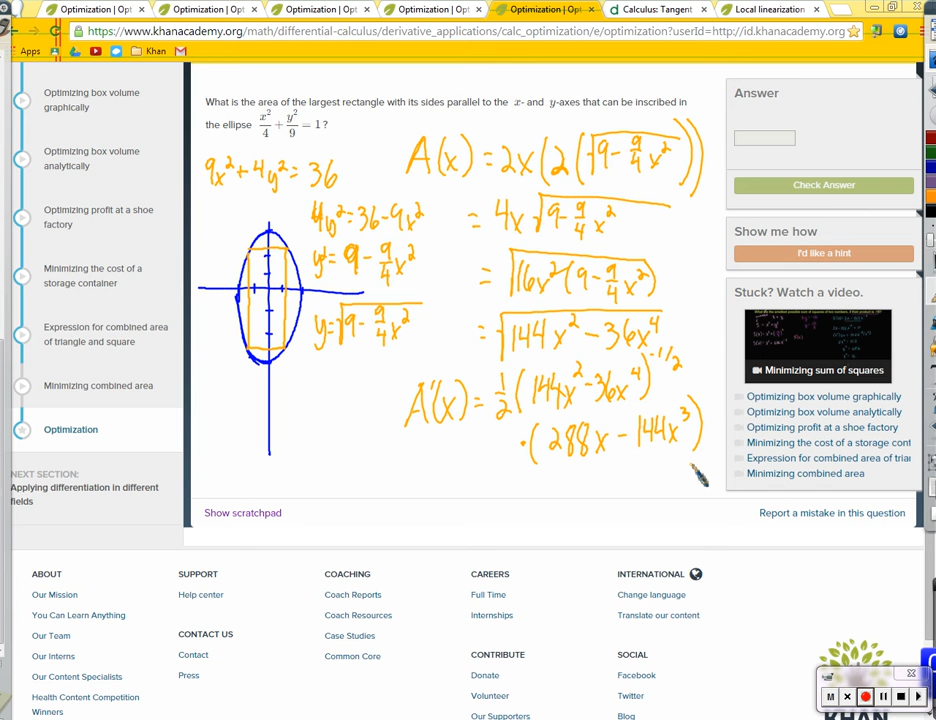 Optimization | Opt
Optimization | Opt
Optimization | Opt
Optimization | Opt
Optimization | Opt
Calculus: Tangent
Local linearization
https://www.khanacademy.org/math/differential-calculus/derivative_applications/calc_optimization/e/optimization?userId=http://id.khanacademy.org
Apps
Khan
Optimizing box volume
graphically
Optimizing box volume
analytically
Optimizing profit at a shoe
factory
Minimizing the cost of a
storage container
Expression for combined area
of triangle and square
Minimizing combined area
Optimization
NEXT SECTION:
Applying differentiation in different
fields
What is the area of the largest rectangle with its sides parallel to the x- and y-axes that can be inscribed in
the ellipse x²/4 + y²/9 = 1?
9x² + 4y² = 36
4y² = 36 - 9x²
y² = 9 - 9/4 x²
y = √(9 - 9/4 x²)
A(x) = 2x(2(√(9 - 9/4 x²)))
= 4x √(9 - 9/4 x²)
= √(16x²(9 - 9/4 x²))
= √(144x² - 36x⁴)
A'(x) = 1/2 (144x² - 36x⁴)^-1/2
· (288x - 144x³)
Show scratchpad
Report a mistake in this question
Answer
Check Answer
Show me how
I'd like a hint
Stuck? Watch a video.
Minimizing sum of squares
Optimizing box volume graphically
Optimizing box volume analytically
Optimizing profit at a shoe factory
Minimizing the cost of a storage cont
Expression for combined area of triar
Minimizing combined area
ABOUT
Our Mission
You Can Learn Anything
Our Team
Our Interns
Our Content Specialists
Health Content Competition
Winners
SUPPORT
Help center
CONTACT US
Contact
Press
COACHING
Coach Reports
Coach Resources
Case Studies
Common Core
CAREERS
Full Time
Internships
CONTRIBUTE
Donate
Volunteer
Our Supporters
INTERNATIONAL
Change language
Translate our content
SOCIAL
Facebook
Twitter
Blog
M
KHAN